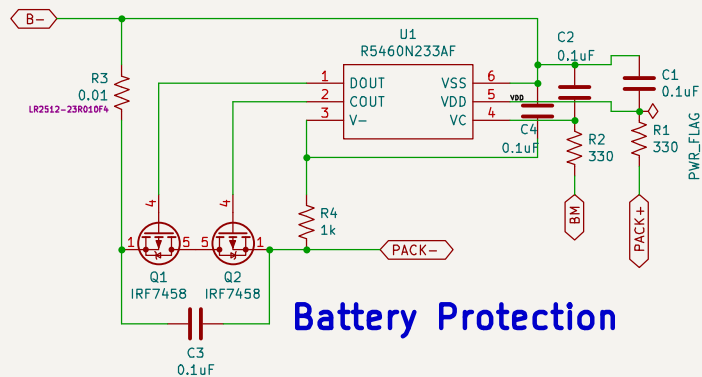 B-
U1
R5460N233AF
C2
0.1uF
R3
0.01
LR2512-23R010F4
1 DOUT VSS 6
2 COUT VDD 5 VDD
3 V- VC 4
C1
0.1uF
C4
0.1uF
R2
330
R1
330
PWR_FLAG
4 4
R4
1k
BM
PACK+
1 5 5 1
PACK-
Q1 Q2
IRF7458 IRF7458
Battery Protection
C3
0.1uF